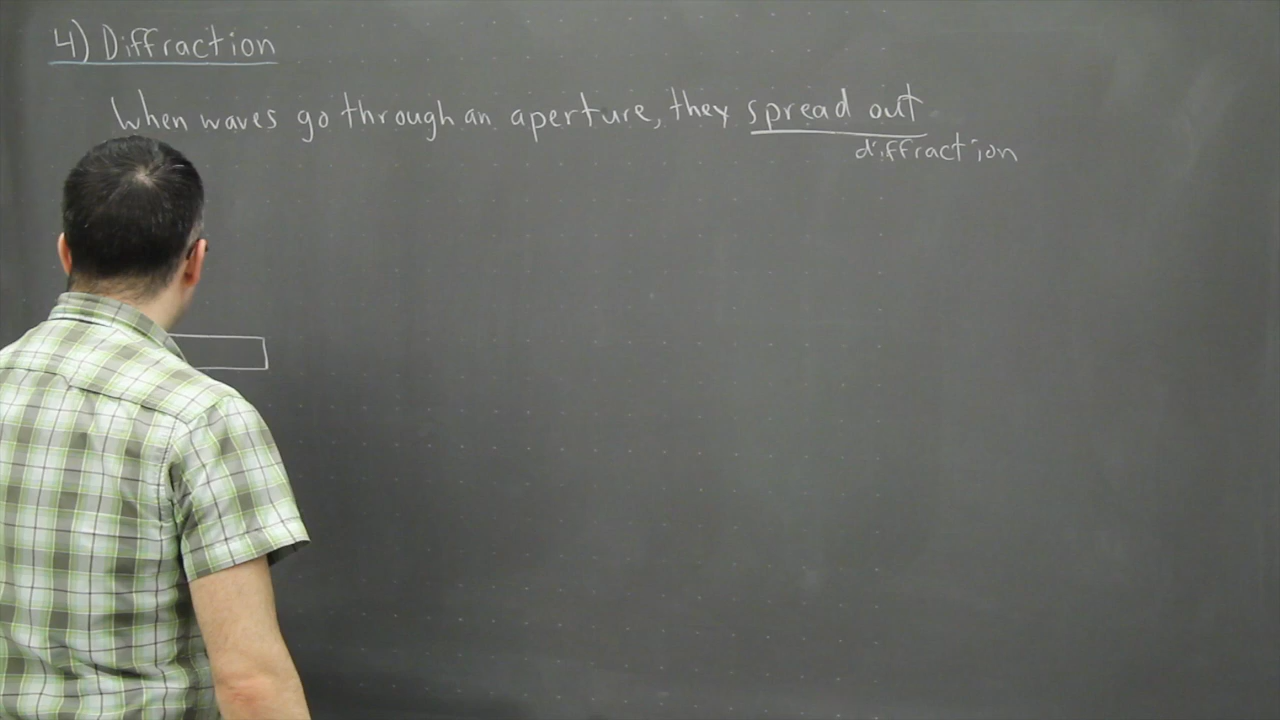 4) Diffraction
When waves go through an aperture, they spread out
diffraction